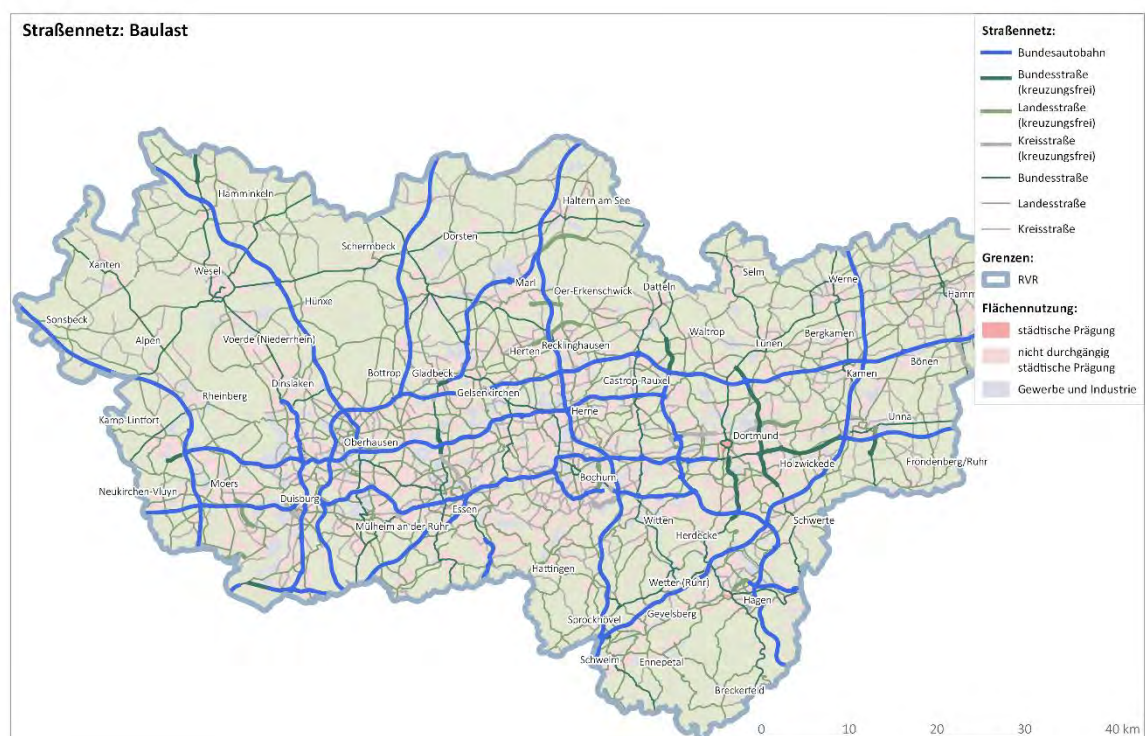 Straßennetz: Baulast
Straßennetz:
Bundesautobahn
Bundesstraße
(kreuzungsfrei)
Landesstraße
(kreuzungsfrei)
Kreisstraße
(kreuzungsfrei)
Bundesstraße
Landesstraße
Kreisstraße
Grenzen:
RVR
Flächennutzung:
städtische Prägung
nicht durchgängig
städtische Prägung
Gewerbe und Industrie
Hamminkeln
Haltern am See
Dorsten
Schermbeck
Xanten
Wesel
Selm
Werne
Marl
Hünxe
Der-Erkenschwick
Datteln
Hamm
Sonsbeck
Alpen
Voerde (Niederrhein)
Waltrop
Bergkamen
Lünen
Herten
Recklinghausen
Bönen
Dinslaken
Bottrop
Gladbeck
Castrop-Rauxel
Kamen
Rheinberg
Gelsenkirchen
Herne
Kamp-Lintfort
Unna
Oberhausen
Dortmund
Holzwickede
Fröndenberg/Ruhr
Neukirchen-Vluyn
Moers
Bochum
Duisburg
Essen
Mülheim an der Ruhr
Witten
Schwerte
Herdecke
Hattingen
Wetter (Ruhr)
Hagen
Gevelsberg
Sprockhövel
Schwelm
Ennepetal
Breckerfeld
0 10 20 30 40 km